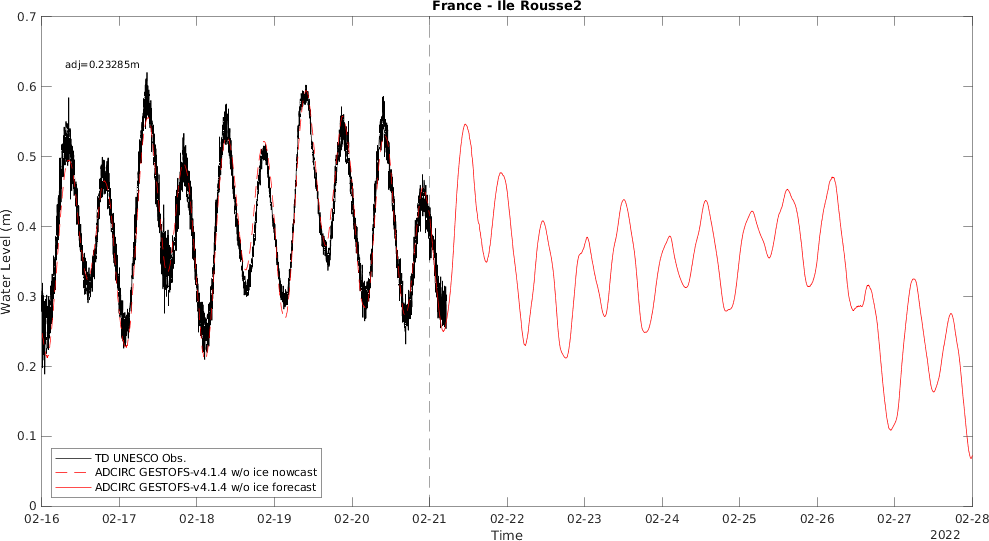 France - Ile Rousse2
adj=0.23285m
Water Level (m)
0.7
0.6
0.5
0.4
0.3
0.2
0.1
0
TD UNESCO Obs.
ADCIRC GESTOFS-v4.1.4 w/o ice nowcast
ADCIRC GESTOFS-v4.1.4 w/o ice forecast
02-16 02-17 02-18 02-19 02-20 02-21 02-22 02-23 02-24 02-25 02-26 02-27 02-28
Time
2022